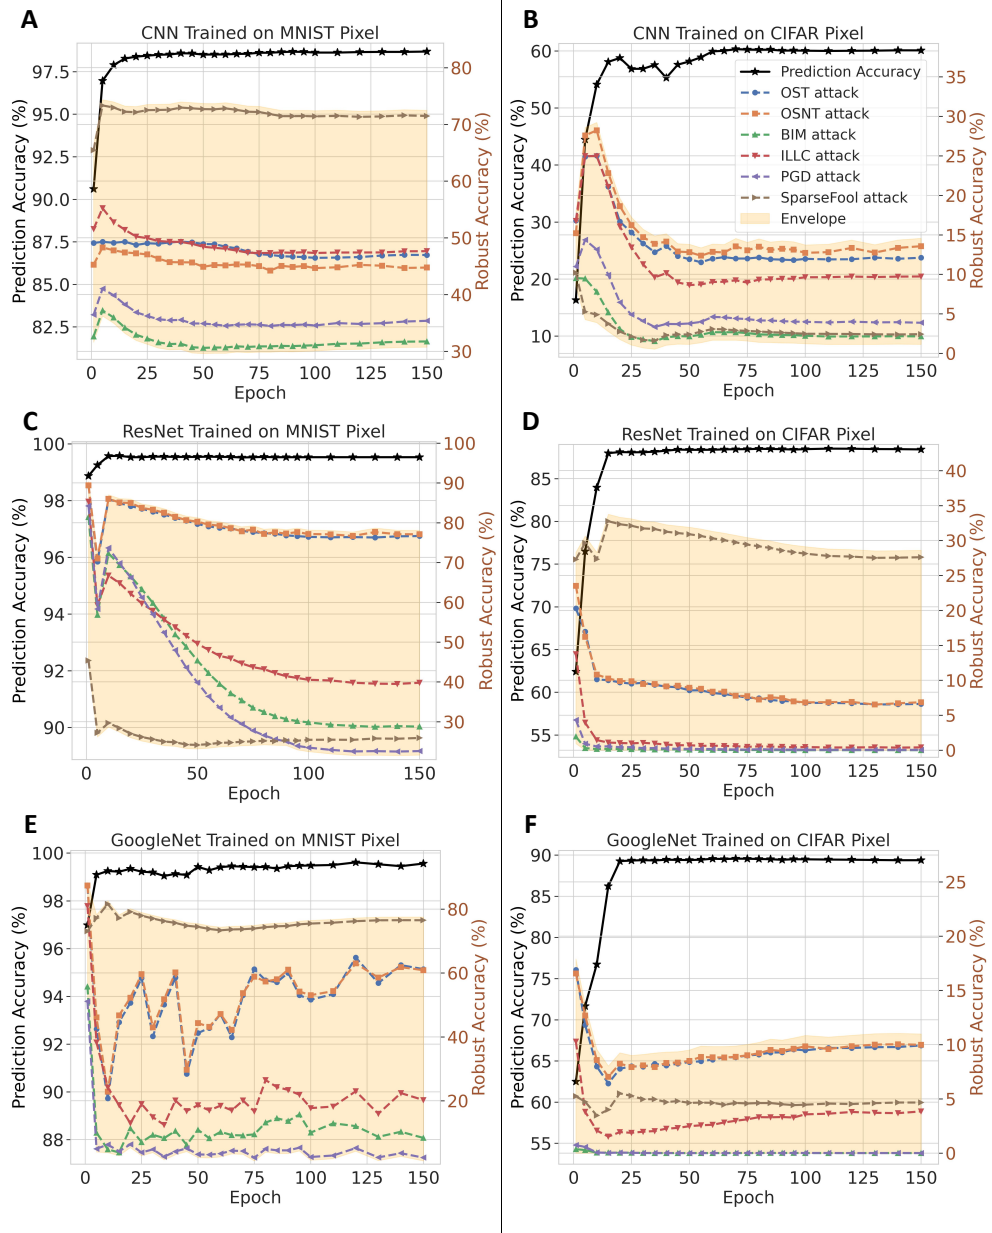 A
CNN Trained on MNIST Pixel
97.5
95.0
92.5
90.0
87.5
85.0
82.5
Prediction Accuracy (%)
80
70
60
50
40
30
Robust Accuracy (%)
0 25 50 75 100 125 150
Epoch
B
CNN Trained on CIFAR Pixel
60
50
40
30
20
10
Prediction Accuracy (%)
Prediction Accuracy
OST attack
OSNT attack
BIM attack
ILLC attack
PGD attack
SparseFool attack
Envelope
35
30
25
20
15
10
5
0
Robust Accuracy (%)
0 25 50 75 100 125 150
Epoch
C
ResNet Trained on MNIST Pixel
100
98
96
94
92
90
Prediction Accuracy (%)
100
90
80
70
60
50
40
30
Robust Accuracy (%)
0 50 100 150
Epoch
D
ResNet Trained on CIFAR Pixel
85
80
75
70
65
60
55
Prediction Accuracy (%)
40
35
30
25
20
15
10
5
0
Robust Accuracy (%)
0 25 50 75 100 125 150
Epoch
E
GoogleNet Trained on MNIST Pixel
100
98
96
94
92
90
88
Prediction Accuracy (%)
80
60
40
20
Robust Accuracy (%)
0 25 50 75 100 125 150
Epoch
F
GoogleNet Trained on CIFAR Pixel
90
85
80
75
70
65
60
55
Prediction Accuracy (%)
25
20
15
10
5
0
Robust Accuracy (%)
0 25 50 75 100 125 150
Epoch